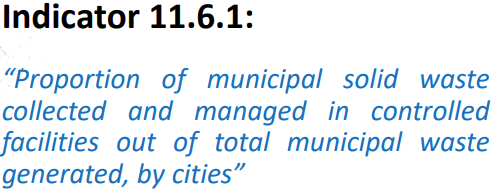 Indicator 11.6.1:
“Proportion of municipal solid waste
collected and managed in controlled
facilities out of total municipal waste
generated, by cities”